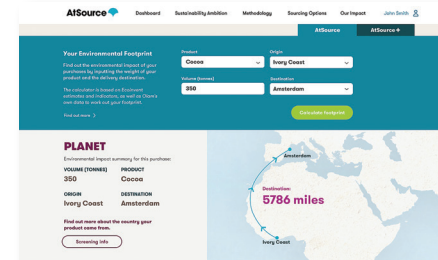 AtSource
Dashboard
Sustainability Ambition
Methodology
Sourcing Options
Our Impact
John Smith
AtSource
AtSource+
Your Environmental Footprint
Find out the environmental impact of your
purchases by inputting the weight of your
product and the delivery destination.
The calculator is based on Ecoinvent
estimates and indicators, as well as Olam's
own data to work out your footprint.
Find out more >
Product
Cocoa
Origin
Ivory Coast
Volume (tonnes)
350
Destination
Amsterdam
Calculate footprint
PLANET
Environmental impact summary for this purchase:
VOLUME (TONNES)
PRODUCT
350
Cocoa
ORIGIN
DESTINATION
Ivory Coast
Amsterdam
Find out more about the country your
product came from.
Screening info
Amsterdam
Destination:
5786 miles
Ivory Coast